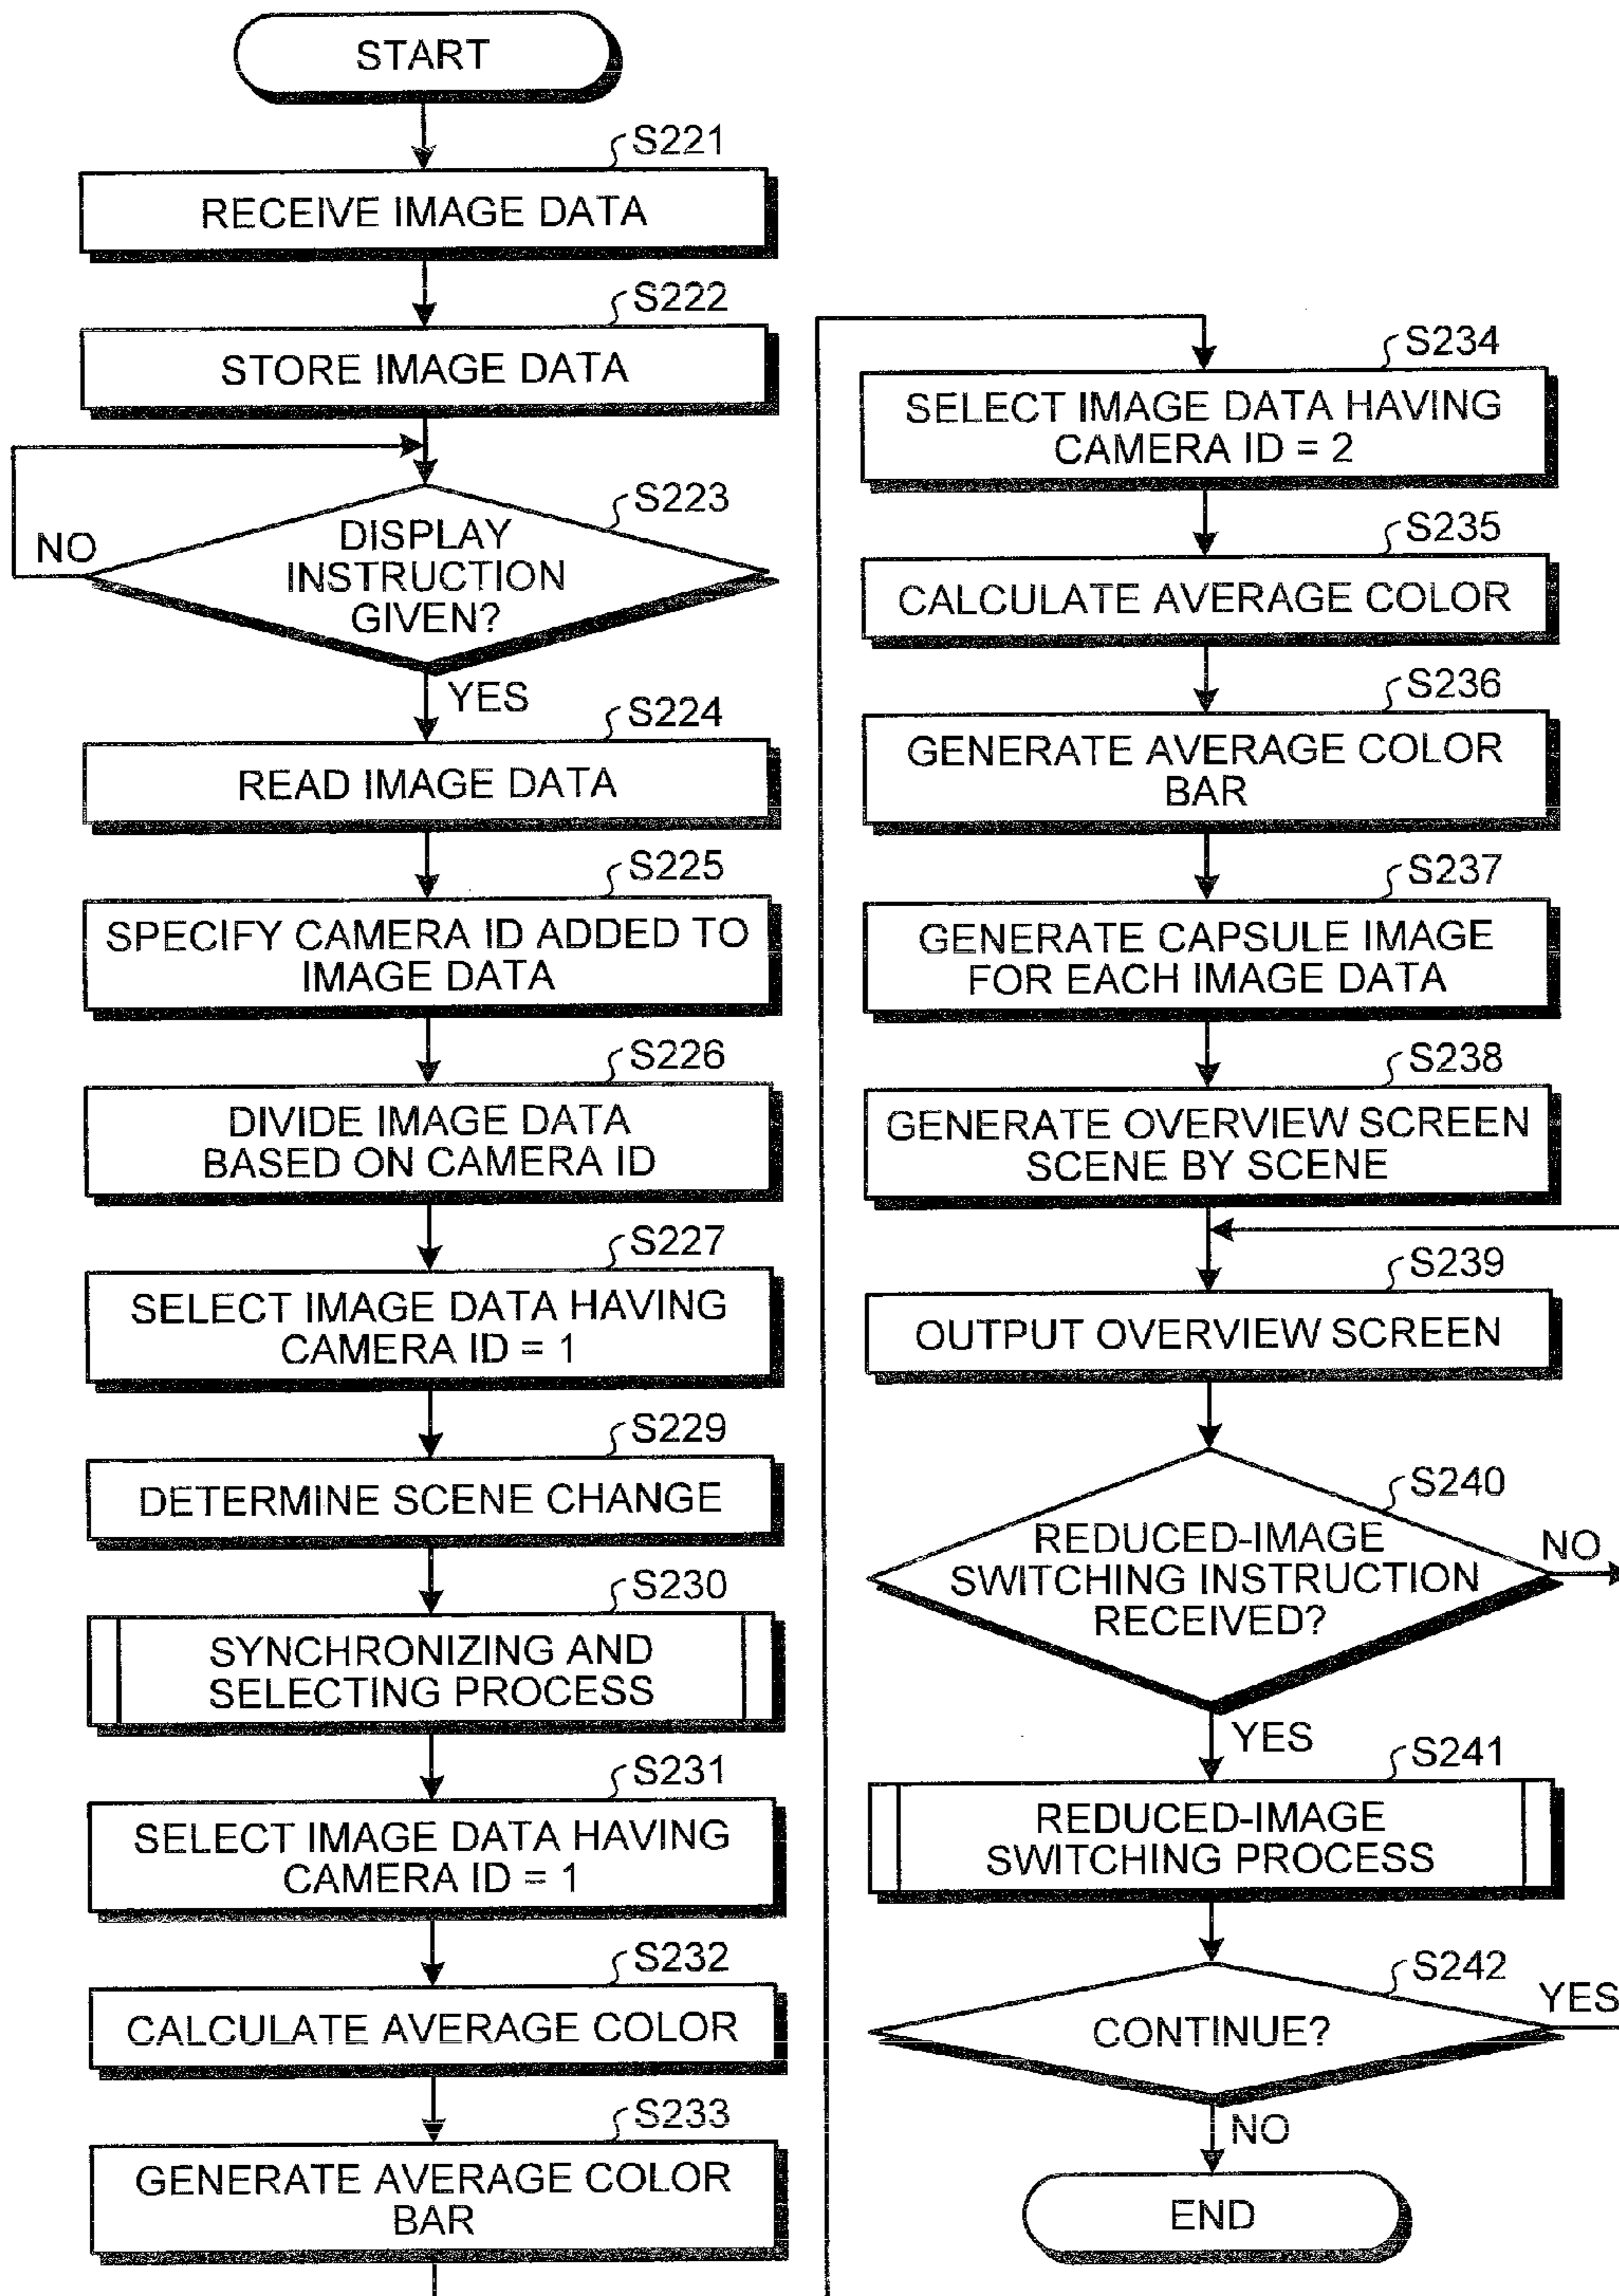 START
S221
RECEIVE IMAGE DATA
S222
STORE IMAGE DATA
S223
DISPLAY
INSTRUCTION
GIVEN?
NO
YES
S224
READ IMAGE DATA
S225
SPECIFY CAMERA ID ADDED TO
IMAGE DATA
S226
DIVIDE IMAGE DATA
BASED ON CAMERA ID
S227
SELECT IMAGE DATA HAVING
CAMERA ID = 1
S229
DETERMINE SCENE CHANGE
S230
SYNCHRONIZING AND
SELECTING PROCESS
S231
SELECT IMAGE DATA HAVING
CAMERA ID = 1
S232
CALCULATE AVERAGE COLOR
S233
GENERATE AVERAGE COLOR
BAR
S234
SELECT IMAGE DATA HAVING
CAMERA ID = 2
S235
CALCULATE AVERAGE COLOR
S236
GENERATE AVERAGE COLOR
BAR
S237
GENERATE CAPSULE IMAGE
FOR EACH IMAGE DATA
S238
GENERATE OVERVIEW SCREEN
SCENE BY SCENE
S239
OUTPUT OVERVIEW SCREEN
S240
REDUCED-IMAGE
SWITCHING INSTRUCTION
RECEIVED?
NO
YES
S241
REDUCED-IMAGE
SWITCHING PROCESS
S242
CONTINUE?
YES
NO
END